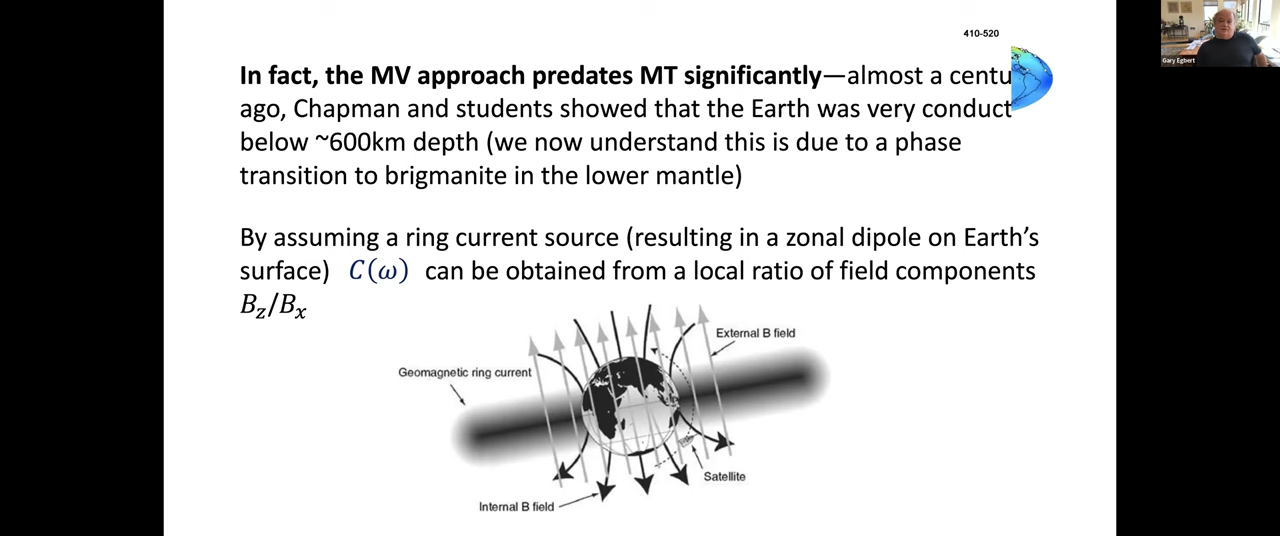 410-520
Gary Egbert
In fact, the MV approach predates MT significantly—almost a centu
ago, Chapman and students showed that the Earth was very conduct
below ~600km depth (we now understand this is due to a phase
transition to brigmanite in the lower mantle)
By assuming a ring current source (resulting in a zonal dipole on Earth's
surface) C(ω) can be obtained from a local ratio of field components
B_z/B_x
External B field
Geomagnetic ring current
Satellite
Internal B field